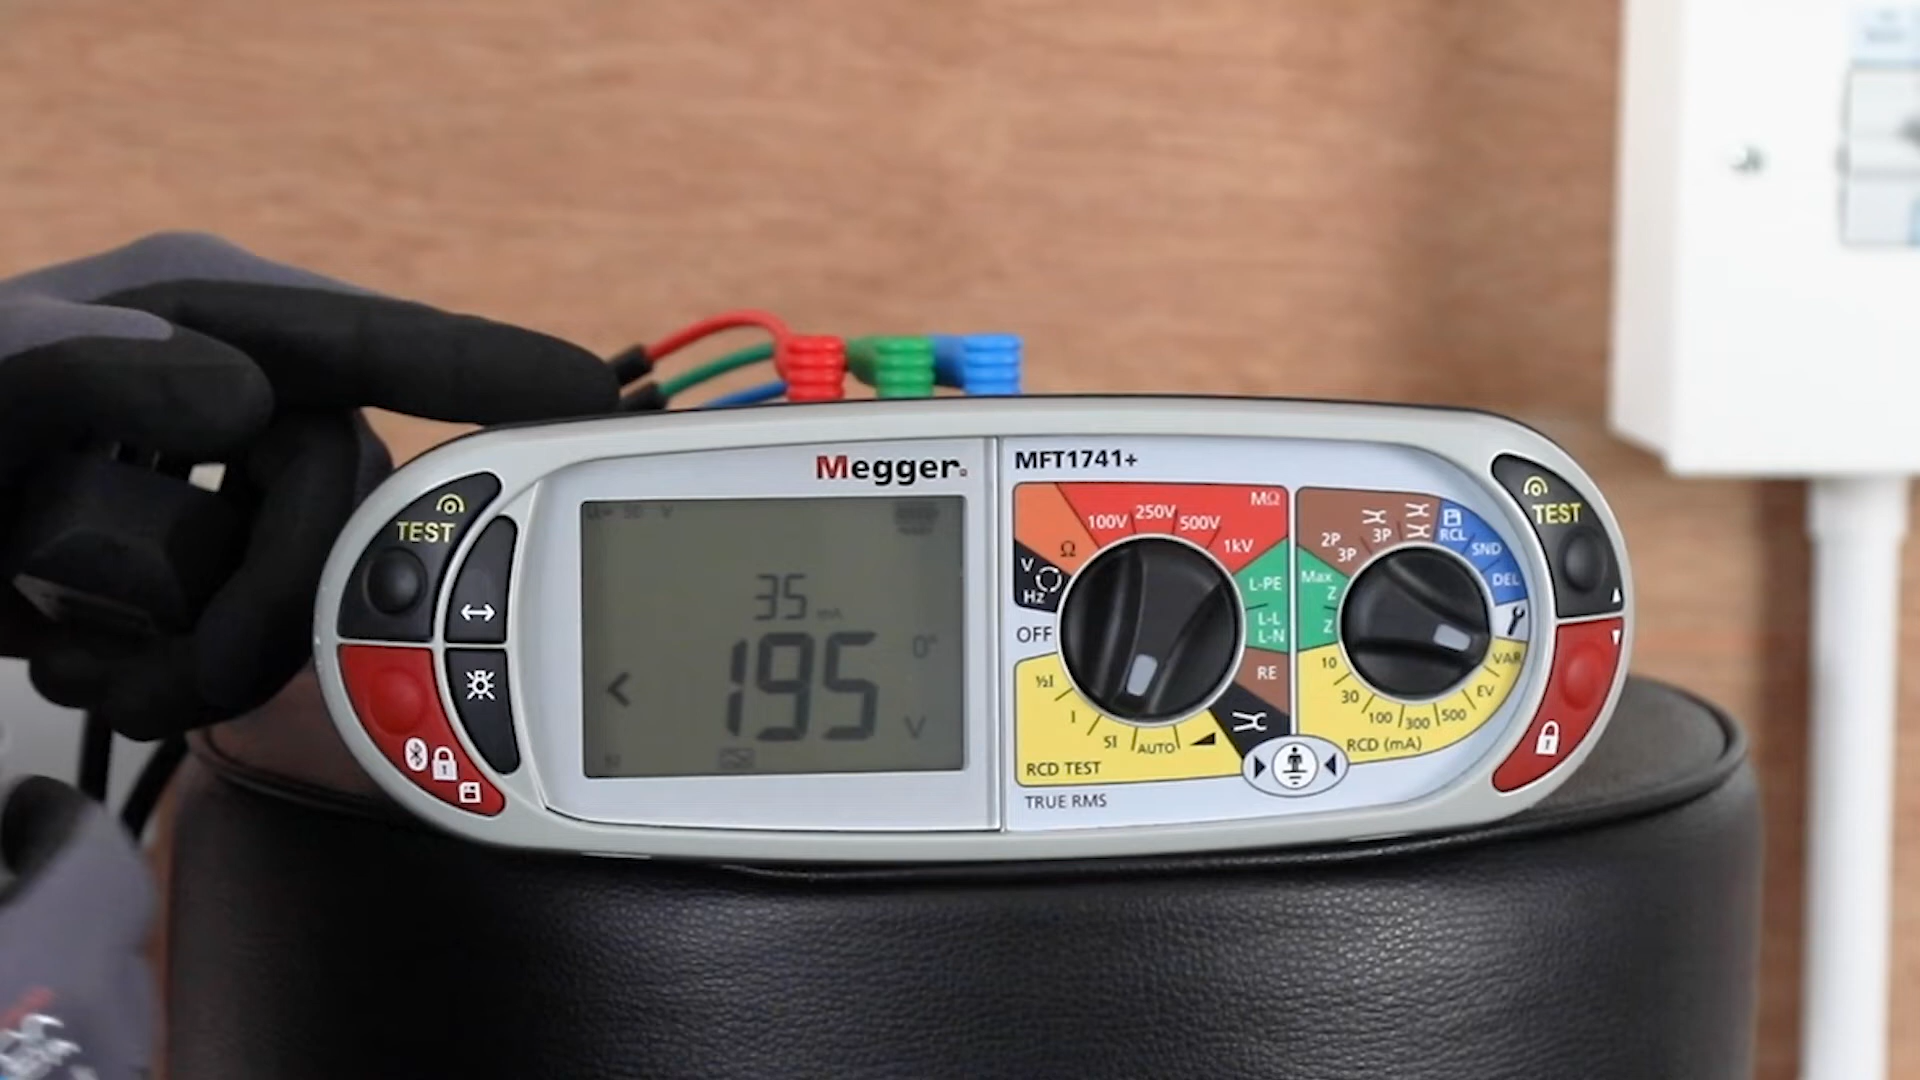 Megger.
MFT1741+
TEST
TEST
35 mA
< 195 V
0°
MΩ
100V
250V
500V
1kV
Ω
V
Hz
OFF
L-PE
L-L
L-N
RE
½I
I
SI
AUTO
RCD TEST
TRUE RMS
2P
3P
3P
RCL
SND
DEL
Max
Z
Z
10
30
100
300
500
EV
VAR
RCD (mA)